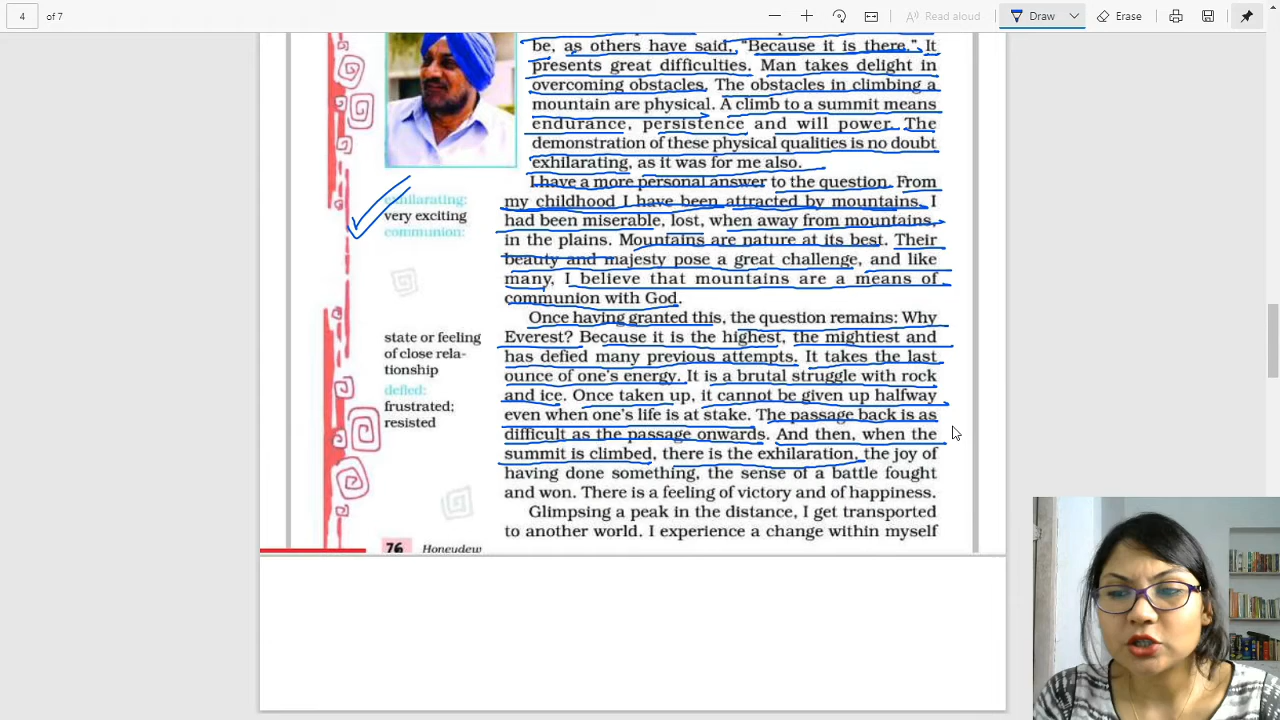 4
of 7
Read aloud
Draw
Erase
be, as others have said, “Because it is there.” It
presents great difficulties. Man takes delight in
overcoming obstacles. The obstacles in climbing a
mountain are physical. A climb to a summit means
endurance, persistence and will power. The
demonstration of these physical qualities is no doubt
exhilarating, as it was for me also.
I have a more personal answer to the question. From
my childhood I have been attracted by mountains. I
had been miserable, lost, when away from mountains,
in the plains. Mountains are nature at its best. Their
beauty and majesty pose a great challenge, and like
many, I believe that mountains are a means of
communion with God.
Once having granted this, the question remains: Why
Everest? Because it is the highest, the mightiest and
has defied many previous attempts. It takes the last
ounce of one’s energy. It is a brutal struggle with rock
and ice. Once taken up, it cannot be given up halfway
even when one’s life is at stake. The passage back is as
difficult as the passage onwards. And then, when the
summit is climbed, there is the exhilaration, the joy of
having done something, the sense of a battle fought
and won. There is a feeling of victory and of happiness.
Glimpsing a peak in the distance, I get transported
to another world. I experience a change within myself
exhilarating:
very exciting
communion:
state or feeling
of close rela-
tionship
defied:
frustrated;
resisted
76 Honeydew